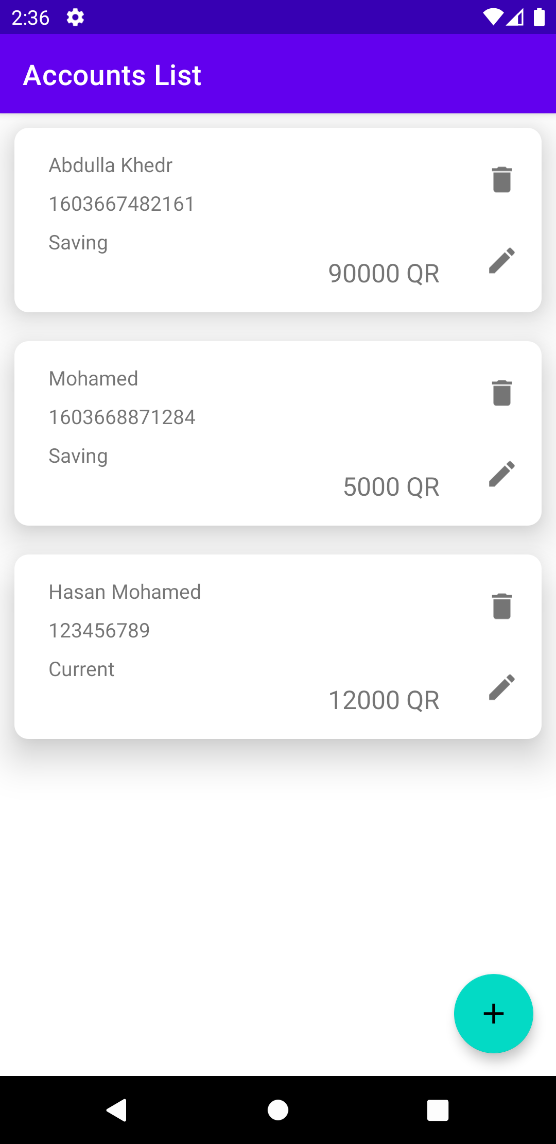 2:36
Accounts List
Abdulla Khedr
1603667482161
Saving
90000 QR
Mohamed
1603668871284
Saving
5000 QR
Hasan Mohamed
123456789
Current
12000 QR